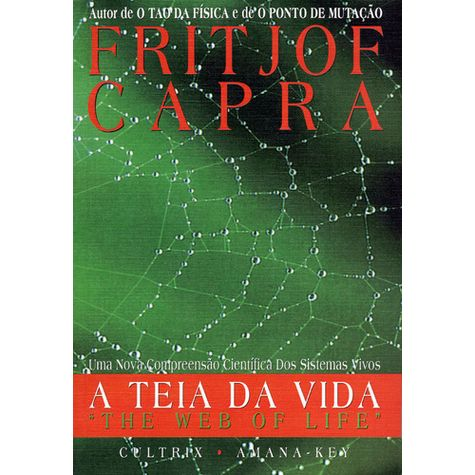 Autor de O TAO DA FÍSICA e de O PONTO DE MUTAÇÃO
FRITJOF
CAPRA
Uma Nova Compreensão Científica Dos Sistemas Vivos
A TEIA DA VIDA
"THE WEB OF LIFE"
CULTRIX • AMANA-KEY